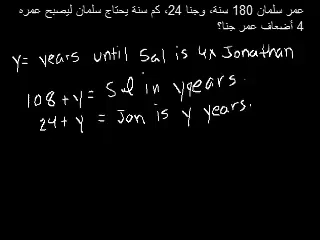 عمر سلمان 180 سنة، وجنا 24، كم سنة يحتاج سلمان ليصبح عمره
4 أضعاف عمر جنا؟
y= years until Sal is 4x Jonathan
108 + y = Sal in y years.
24 + y = Jon is y years.